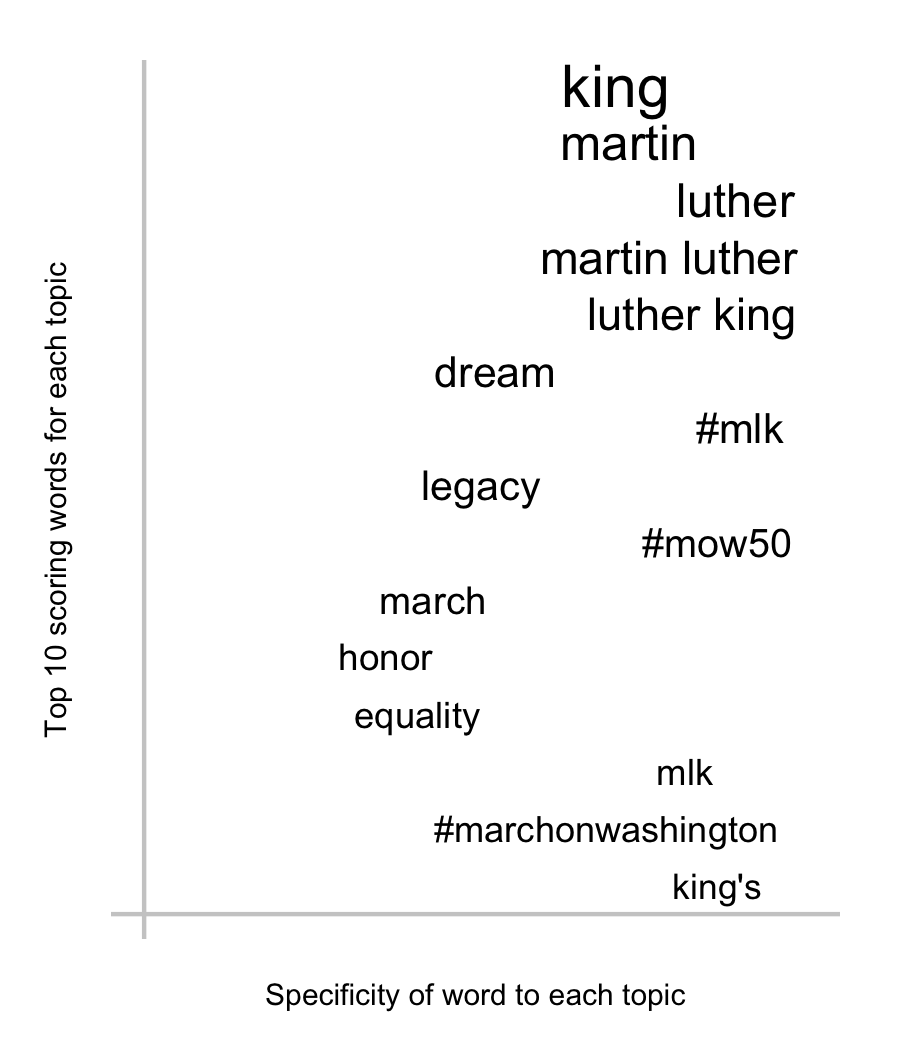 king
martin
luther
martin luther
luther king
dream
#mlk
legacy
#mow50
march
honor
equality
mlk
#marchonwashington
king's
Top 10 scoring words for each topic
Specificity of word to each topic